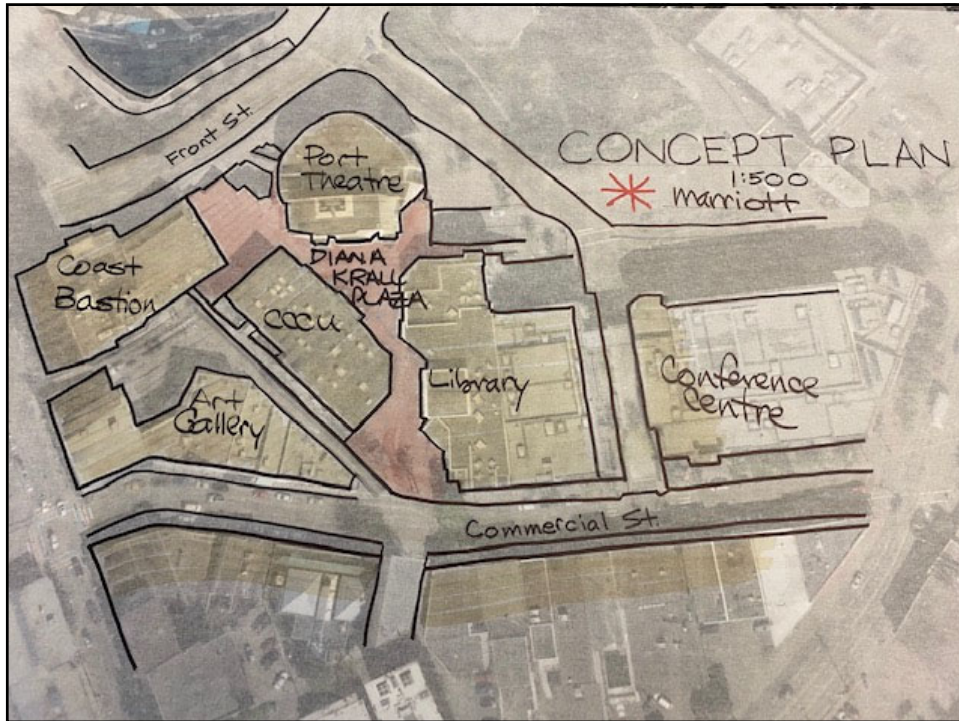 CONCEPT PLAN
1:500
Marriott
Front St.
Port
Theatre
DIANA
KRALL
PLAZA
Coast
Bastion
CCCU
Library
Art
Gallery
Conference
Centre
Commercial St.